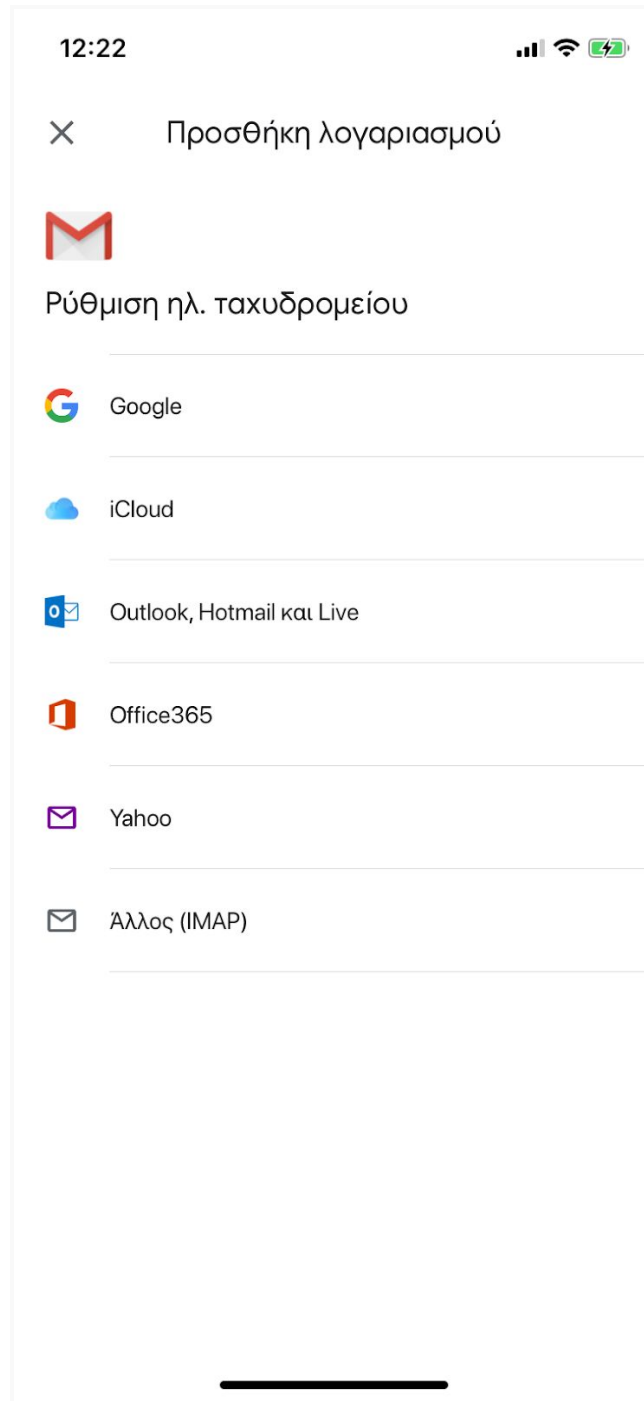 12:22
Προσθήκη λογαριασμού
Ρύθμιση ηλ. ταχυδρομείου
Google
iCloud
Outlook, Hotmail και Live
Office365
Yahoo
Άλλος (IMAP)